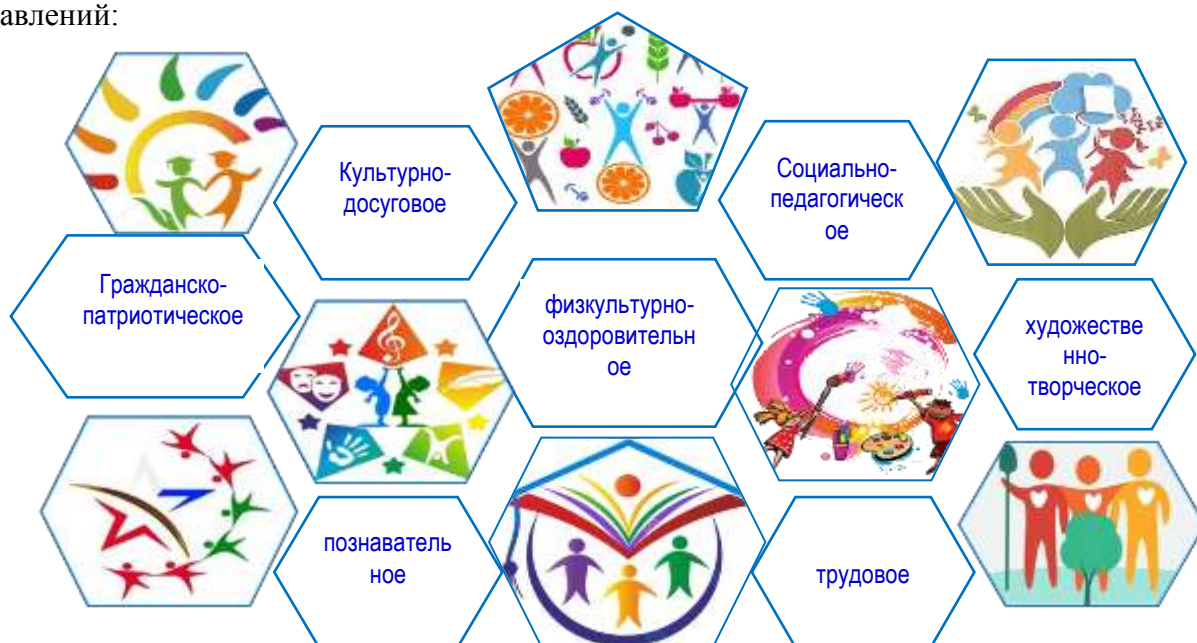 авлений:
Культурно-
досуговое
Социально-
педагогическ
ое
Гражданско-
патриотическое
физкультурно-
оздоровительн
ое
художестве
нно-
творческое
познаватель
ное
трудовое